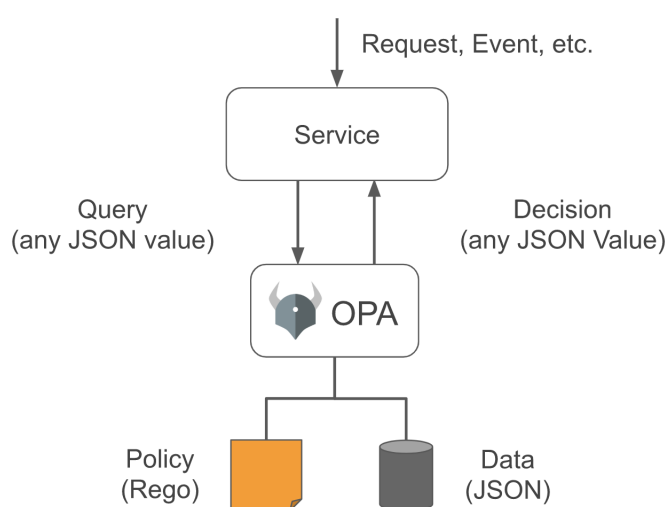 Request, Event, etc.
Service
Query
(any JSON value)
Decision
(any JSON Value)
OPA
Policy
(Rego)
Data
(JSON)